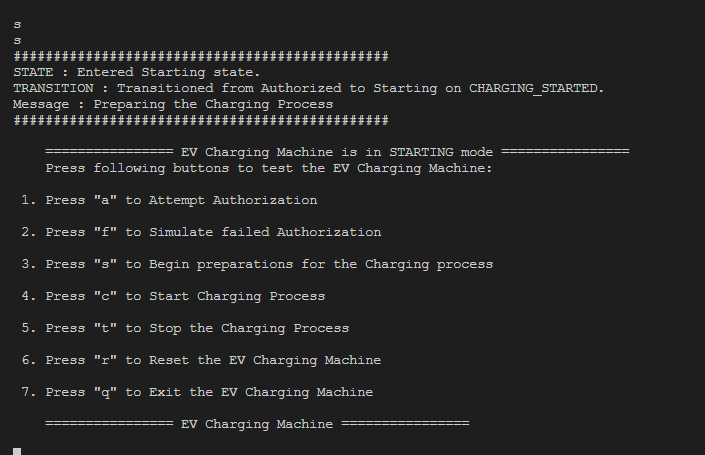 s
s
###############################################
STATE : Entered Starting state.
TRANSITION : Transitioned from Authorized to Starting on CHARGING_STARTED.
Message : Preparing the Charging Process
###############################################
================ EV Charging Machine is in STARTING mode ================
Press following buttons to test the EV Charging Machine:
1. Press "a" to Attempt Authorization
2. Press "f" to Simulate failed Authorization
3. Press "s" to Begin preparations for the Charging process
4. Press "c" to Start Charging Process
5. Press "t" to Stop the Charging Process
6. Press "r" to Reset the EV Charging Machine
7. Press "q" to Exit the EV Charging Machine
================ EV Charging Machine ================